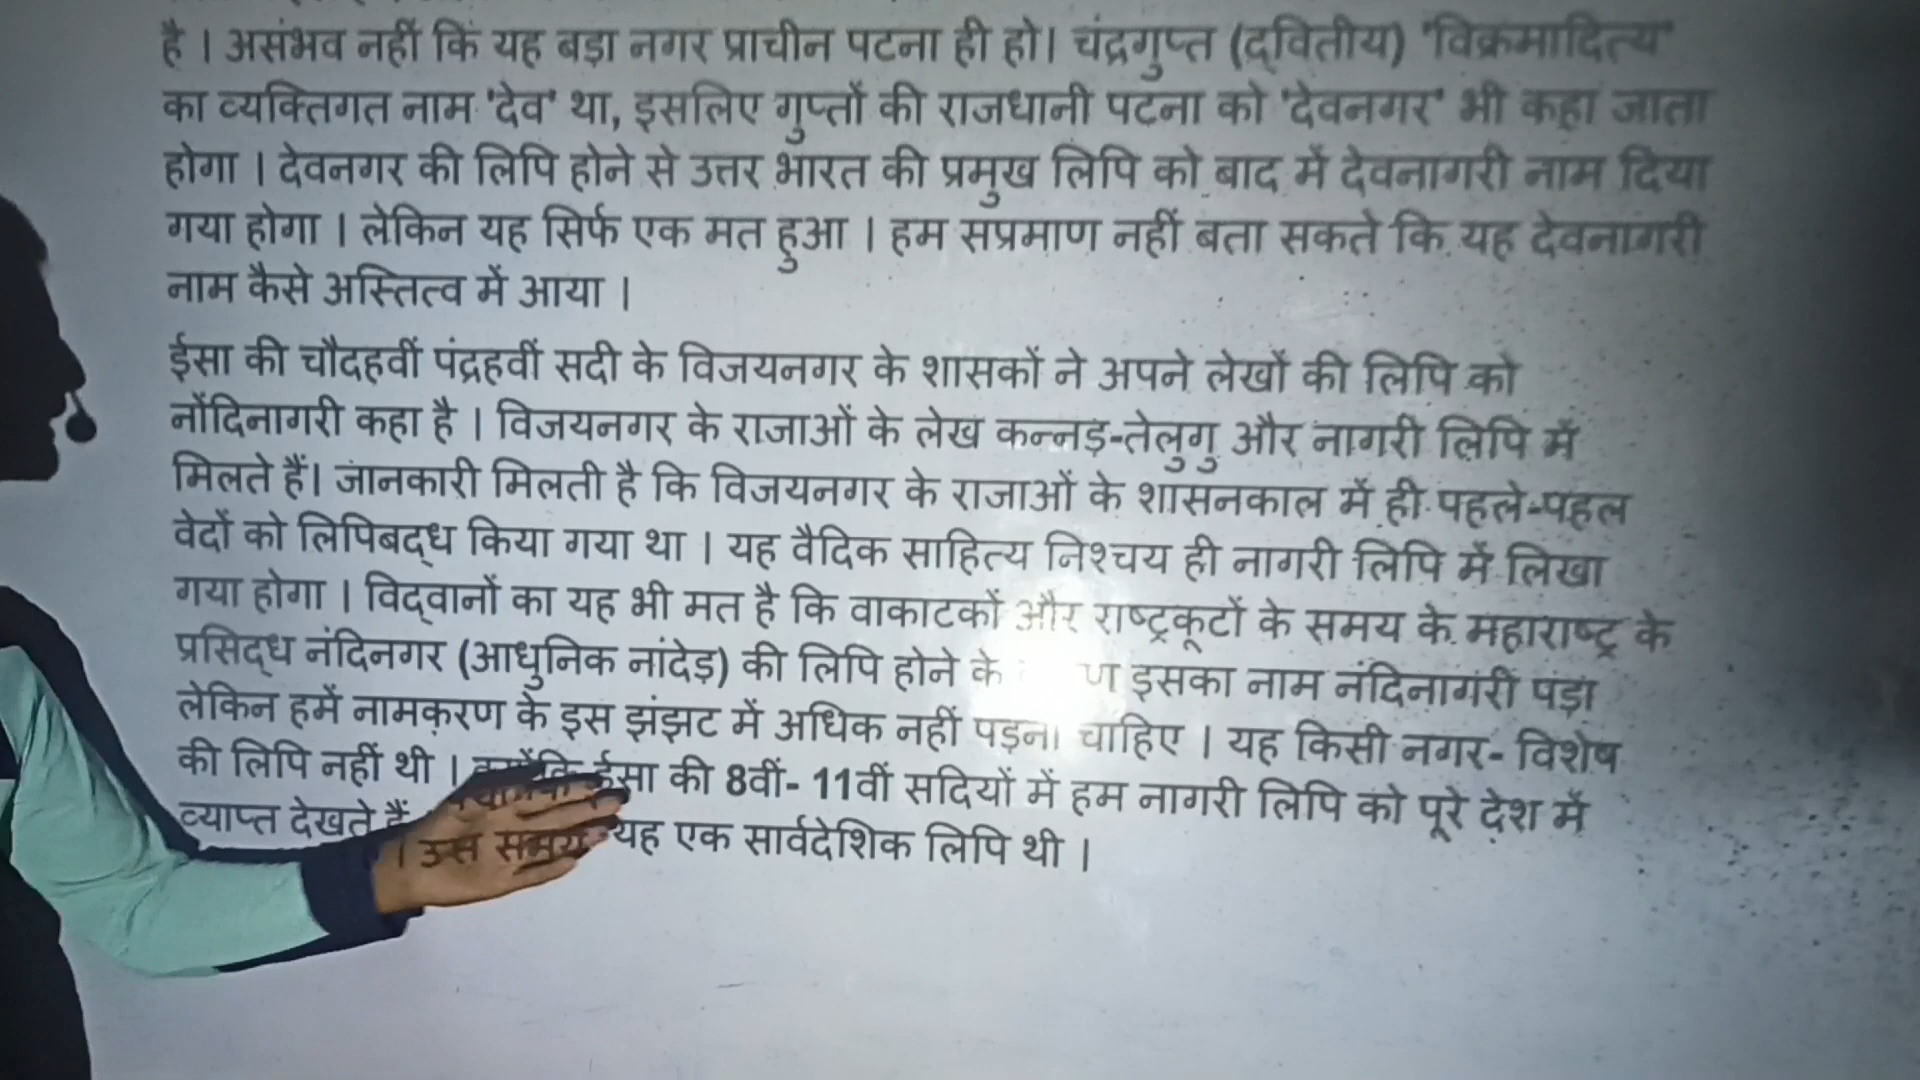 है । असंभव नहीं कि यह बड़ा नगर प्राचीन पटना ही हो। चंद्रगुप्त (द्वितीय) 'विक्रमादित्य'
का व्यक्तिगत नाम 'देव' था, इसलिए गुप्तों की राजधानी पटना को 'देवनगर' भी कहा जाता
होगा । देवनगर की लिपि होने से उत्तर भारत की प्रमुख लिपि को बाद में देवनागरी नाम दिया
गया होगा । लेकिन यह सिर्फ एक मत हुआ । हम सप्रमाण नहीं बता सकते कि यह देवनागरी
नाम कैसे अस्तित्व में आया ।
ईसा की चौदहवीं पंद्रहवीं सदी के विजयनगर के शासकों ने अपने लेखों की लिपि को
नोंदिनागरी कहा है । विजयनगर के राजाओं के लेख कन्नड़-तेलुगु और नागरी लिपि में
मिलते हैं। जानकारी मिलती है कि विजयनगर के राजाओं के शासनकाल में ही पहले-पहल
वेदों को लिपिबद्ध किया गया था । यह वैदिक साहित्य निश्चय ही नागरी लिपि में लिखा
गया होगा । विद्वानों का यह भी मत है कि वाकाटकों और राष्ट्रकूटों के समय के महाराष्ट्र के
प्रसिद्ध नंदिनगर (आधुनिक नांदेड़) की लिपि होने के इसका नाम नंदिनागरी पड़ा
लेकिन हमें नामकरण के इस झंझट में अधिक नहीं पड़ना चाहिए । यह किसी नगर- विशेष
की लिपि नहीं थी । क्योंकि ईसा की 8वीं- 11वीं सदियों में हम नागरी लिपि को पूरे देश में
व्याप्त देखते हैं । उस समय यह एक सार्वदेशिक लिपि थी ।